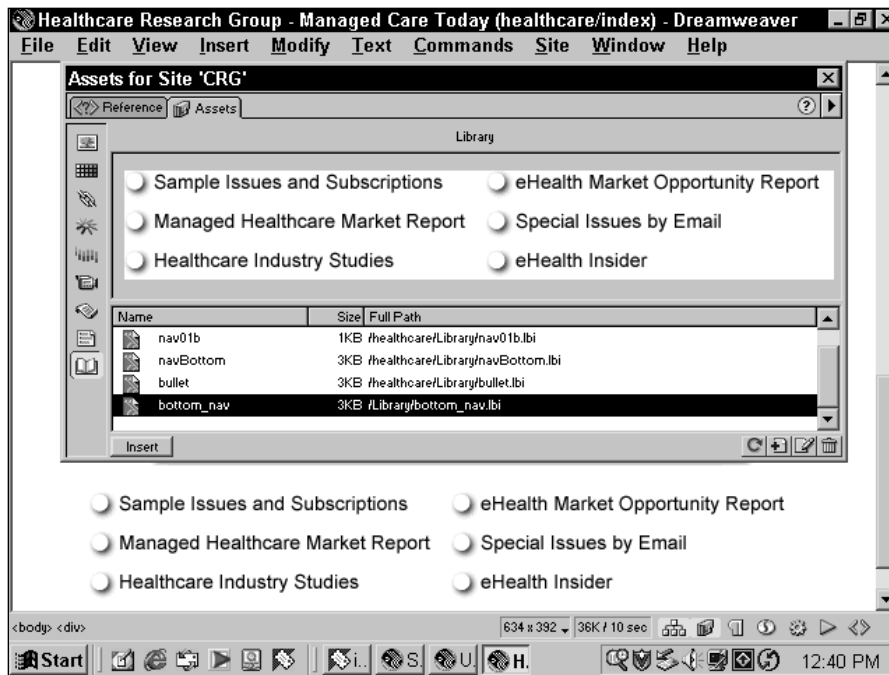 Healthcare Research Group - Managed Care Today (healthcare/index) - Dreamweaver
File Edit View Insert Modify Text Commands Site Window Help
Assets for Site 'CRG'
Reference Assets
Library
Sample Issues and Subscriptions eHealth Market Opportunity Report
Managed Healthcare Market Report Special Issues by Email
Healthcare Industry Studies eHealth Insider
Name Size Full Path
nav01b 1KB /healthcare/Library/nav01b.lbi
navBottom 3KB /healthcare/Library/navBottom.lbi
bullet 3KB /healthcare/Library/bullet.lbi
bottom_nav 3KB /Library/bottom_nav.lbi
Insert
Sample Issues and Subscriptions eHealth Market Opportunity Report
Managed Healthcare Market Report Special Issues by Email
Healthcare Industry Studies eHealth Insider
<body> <div> 634 x 392 36K / 10 sec
Start i.. S. U. H. 12:40 PM